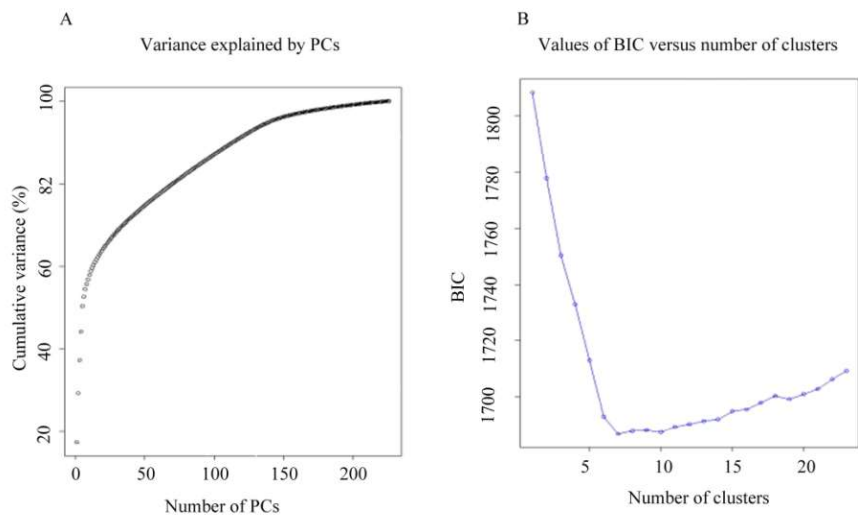 A
Variance explained by PCs
Cumulative variance (%)
100
82
60
40
20
0 50 100 150 200
Number of PCs
B
Values of BIC versus number of clusters
BIC
1800
1780
1760
1740
1720
1700
5 10 15 20
Number of clusters